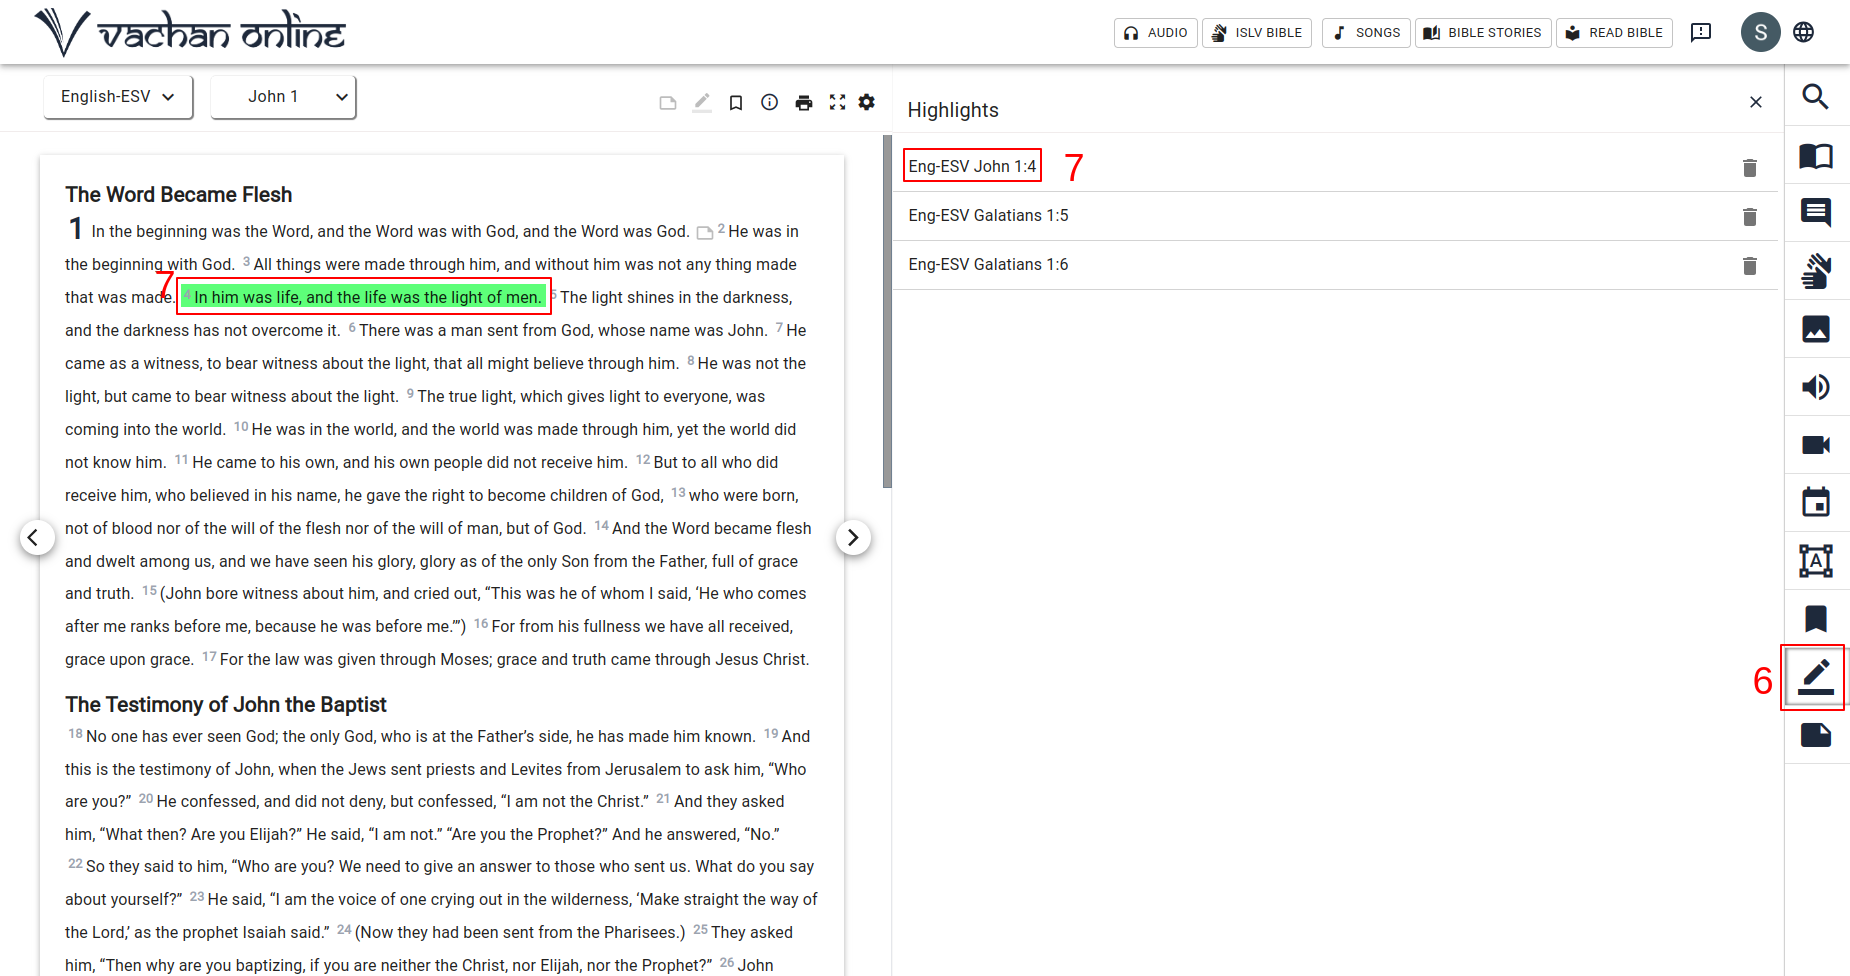 vachan online
AUDIO
ISLV BIBLE
SONGS
BIBLE STORIES
READ BIBLE
S
English-ESV
John 1
Highlights
Eng-ESV John 1:4
7
Eng-ESV Galatians 1:5
Eng-ESV Galatians 1:6
The Word Became Flesh
1 In the beginning was the Word, and the Word was with God, and the Word was God. 2 He was in
the beginning with God. 3 All things were made through him, and without him was not any thing made
7
that was made. 4 In him was life, and the life was the light of men. 5 The light shines in the darkness,
and the darkness has not overcome it. 6 There was a man sent from God, whose name was John. 7 He
came as a witness, to bear witness about the light, that all might believe through him. 8 He was not the
light, but came to bear witness about the light. 9 The true light, which gives light to everyone, was
coming into the world. 10 He was in the world, and the world was made through him, yet the world did
not know him. 11 He came to his own, and his own people did not receive him. 12 But to all who did
receive him, who believed in his name, he gave the right to become children of God, 13 who were born,
not of blood nor of the will of the flesh nor of the will of man, but of God. 14 And the Word became flesh
and dwelt among us, and we have seen his glory, glory as of the only Son from the Father, full of grace
and truth. 15 (John bore witness about him, and cried out, “This was he of whom I said, ‘He who comes
after me ranks before me, because he was before me.’”) 16 For from his fullness we have all received,
grace upon grace. 17 For the law was given through Moses; grace and truth came through Jesus Christ.
The Testimony of John the Baptist
18 No one has ever seen God; the only God, who is at the Father’s side, he has made him known. 19 And
this is the testimony of John, when the Jews sent priests and Levites from Jerusalem to ask him, “Who
are you?” 20 He confessed, and did not deny, but confessed, “I am not the Christ.” 21 And they asked
him, “What then? Are you Elijah?” He said, “I am not.” “Are you the Prophet?” And he answered, “No.”
22 So they said to him, “Who are you? We need to give an answer to those who sent us. What do you say
about yourself?” 23 He said, “I am the voice of one crying out in the wilderness, ‘Make straight the way of
the Lord,’ as the prophet Isaiah said.” 24 (Now they had been sent from the Pharisees.) 25 They asked
him, “Then why are you baptizing, if you are neither the Christ, nor Elijah, nor the Prophet?” 26 John
A
6